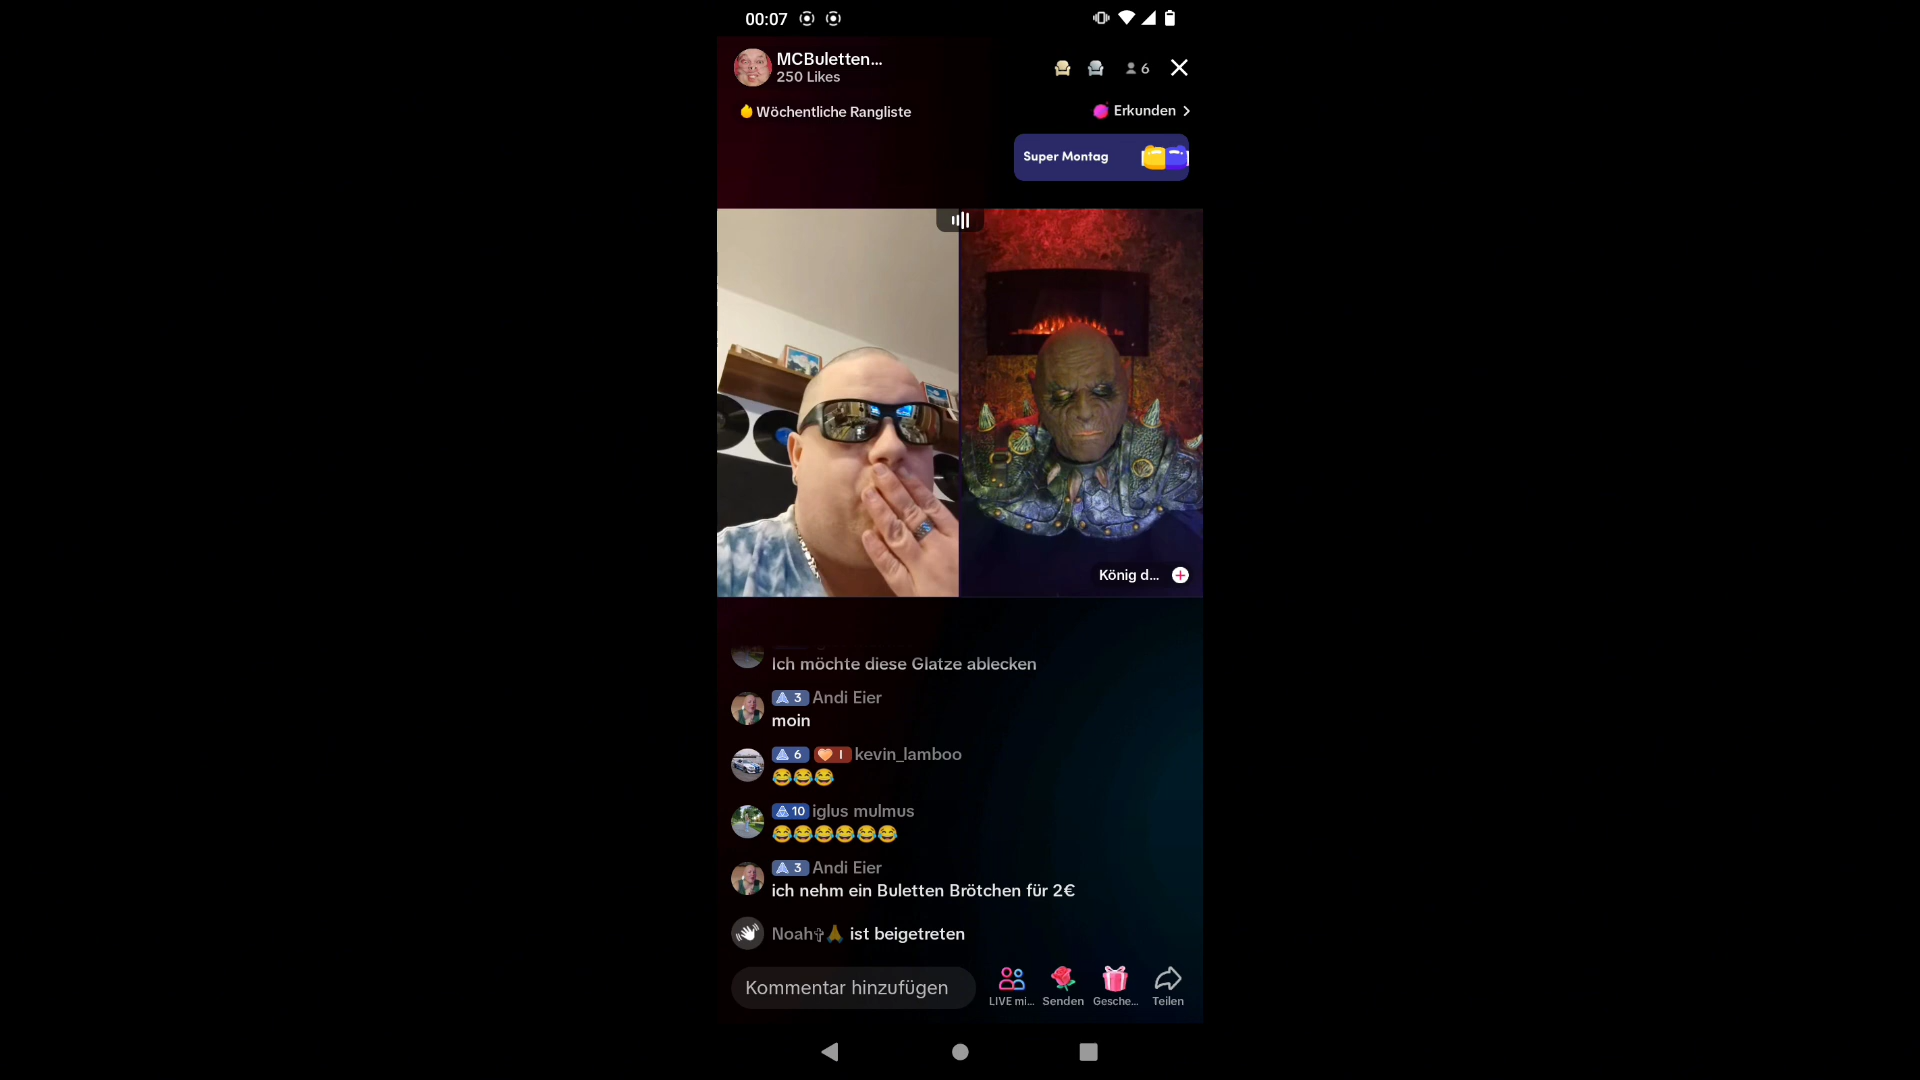 00:07
MCBuletten...
250 Likes
6
Wöchentliche Rangliste
Erkunden
Super Montag
König d...
Ich möchte diese Glatze ablecken
3 Andi Eier
moin
6 I kevin_lamboo
😂😂😂
10 iglus mulmus
😂😂😂😂😂😂
3 Andi Eier
ich nehm ein Buletten Brötchen für 2€
Noah✞🙏 ist beigetreten
Kommentar hinzufügen
LIVE mi...
Senden
Gesche...
Teilen